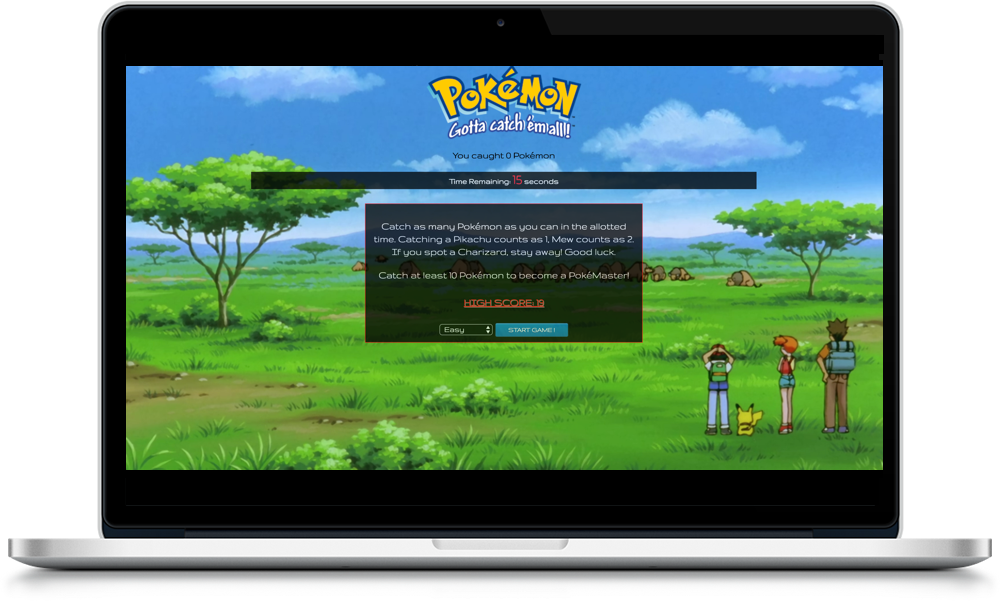 POKéMON
Gotta catch 'em all!
You caught 0 Pokémon
Time Remaining: 15 seconds
Catch as many Pokémon as you can in the allotted
time. Catching a Pikachu counts as 1, Mew counts as 2.
If you spot a Charizard, stay away! Good luck.
Catch at least 10 Pokémon to become a PokéMaster!
HIGH SCORE: 19
Easy START GAME!